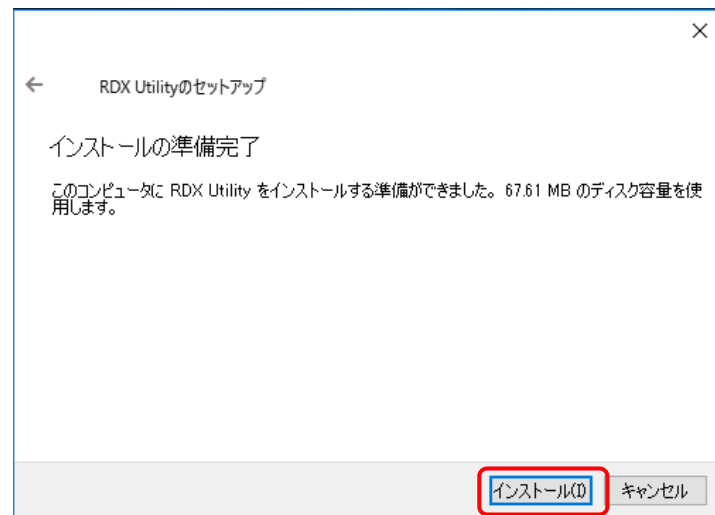 RDX Utilityのセットアップ
インストールの準備完了
このコンピュータに RDX Utility をインストールする準備ができました。 67.61 MB のディスク容量を使
用します。
インストール(I) キャンセル